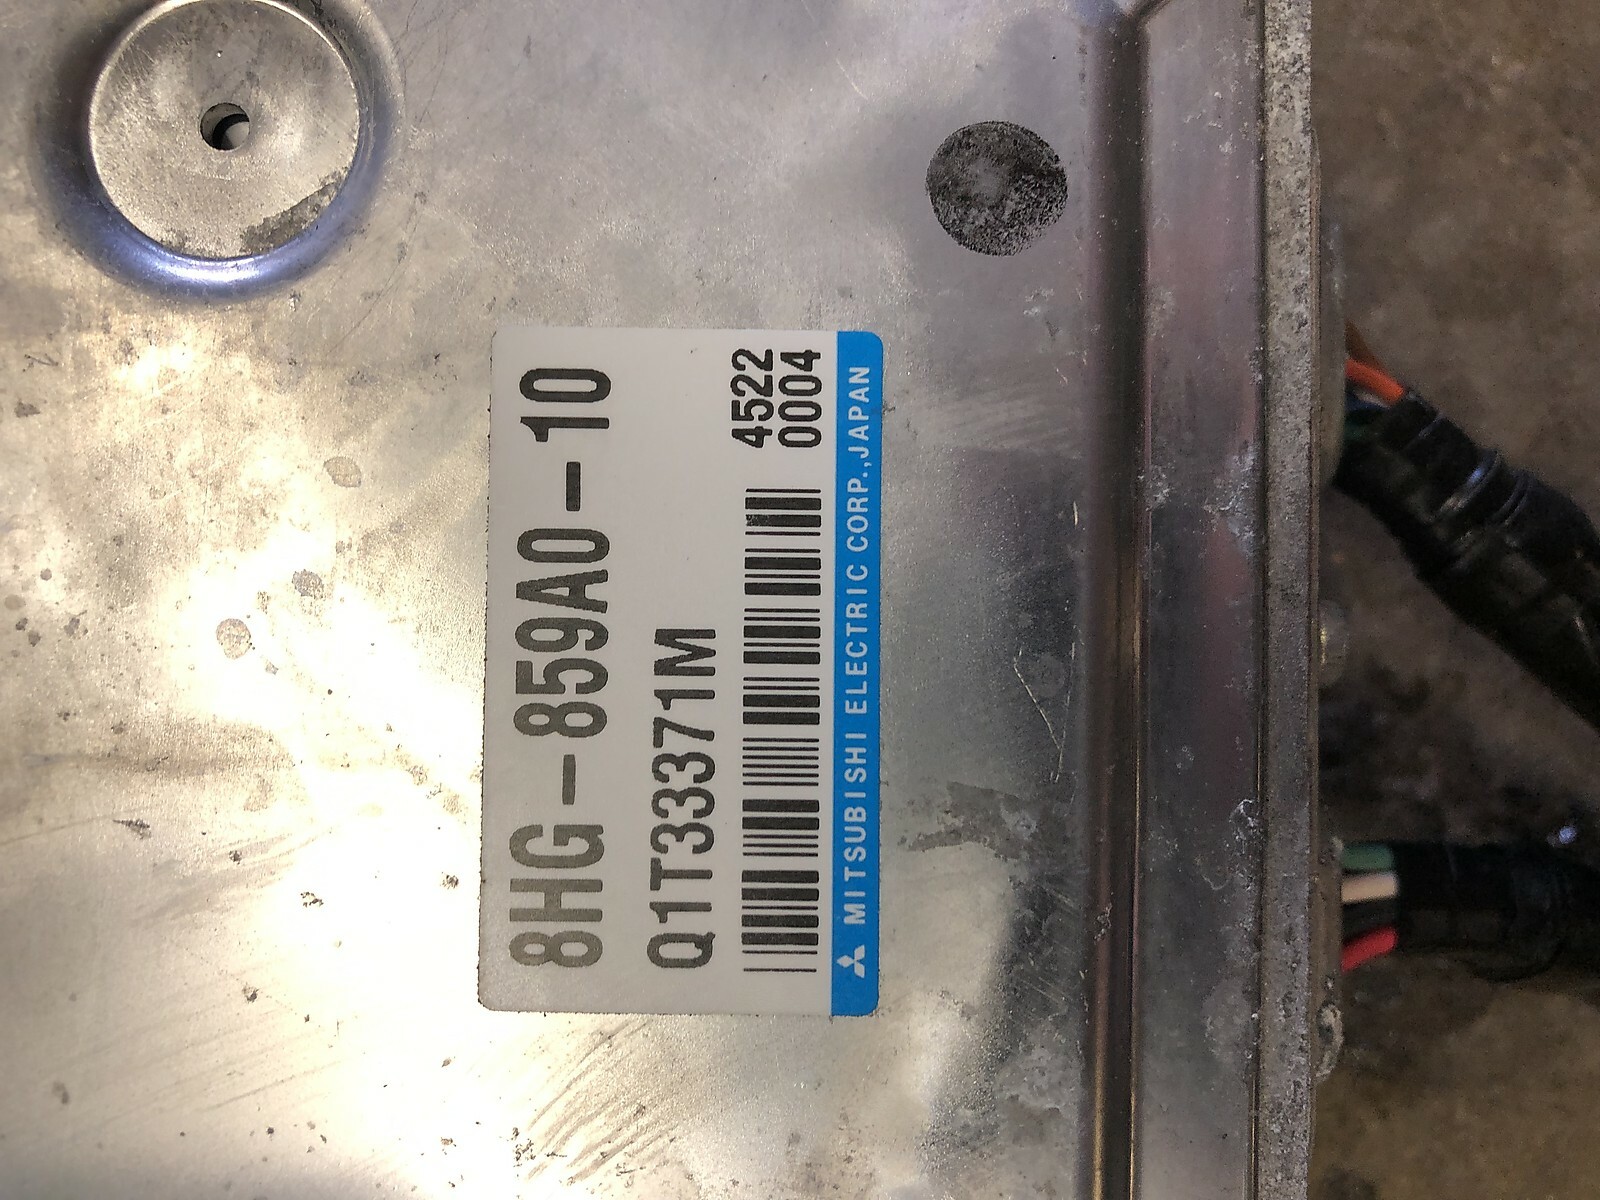 8HG-859A0-10
Q1T33371M
4522
0004
MITSUBISHI ELECTRIC CORP.,JAPAN